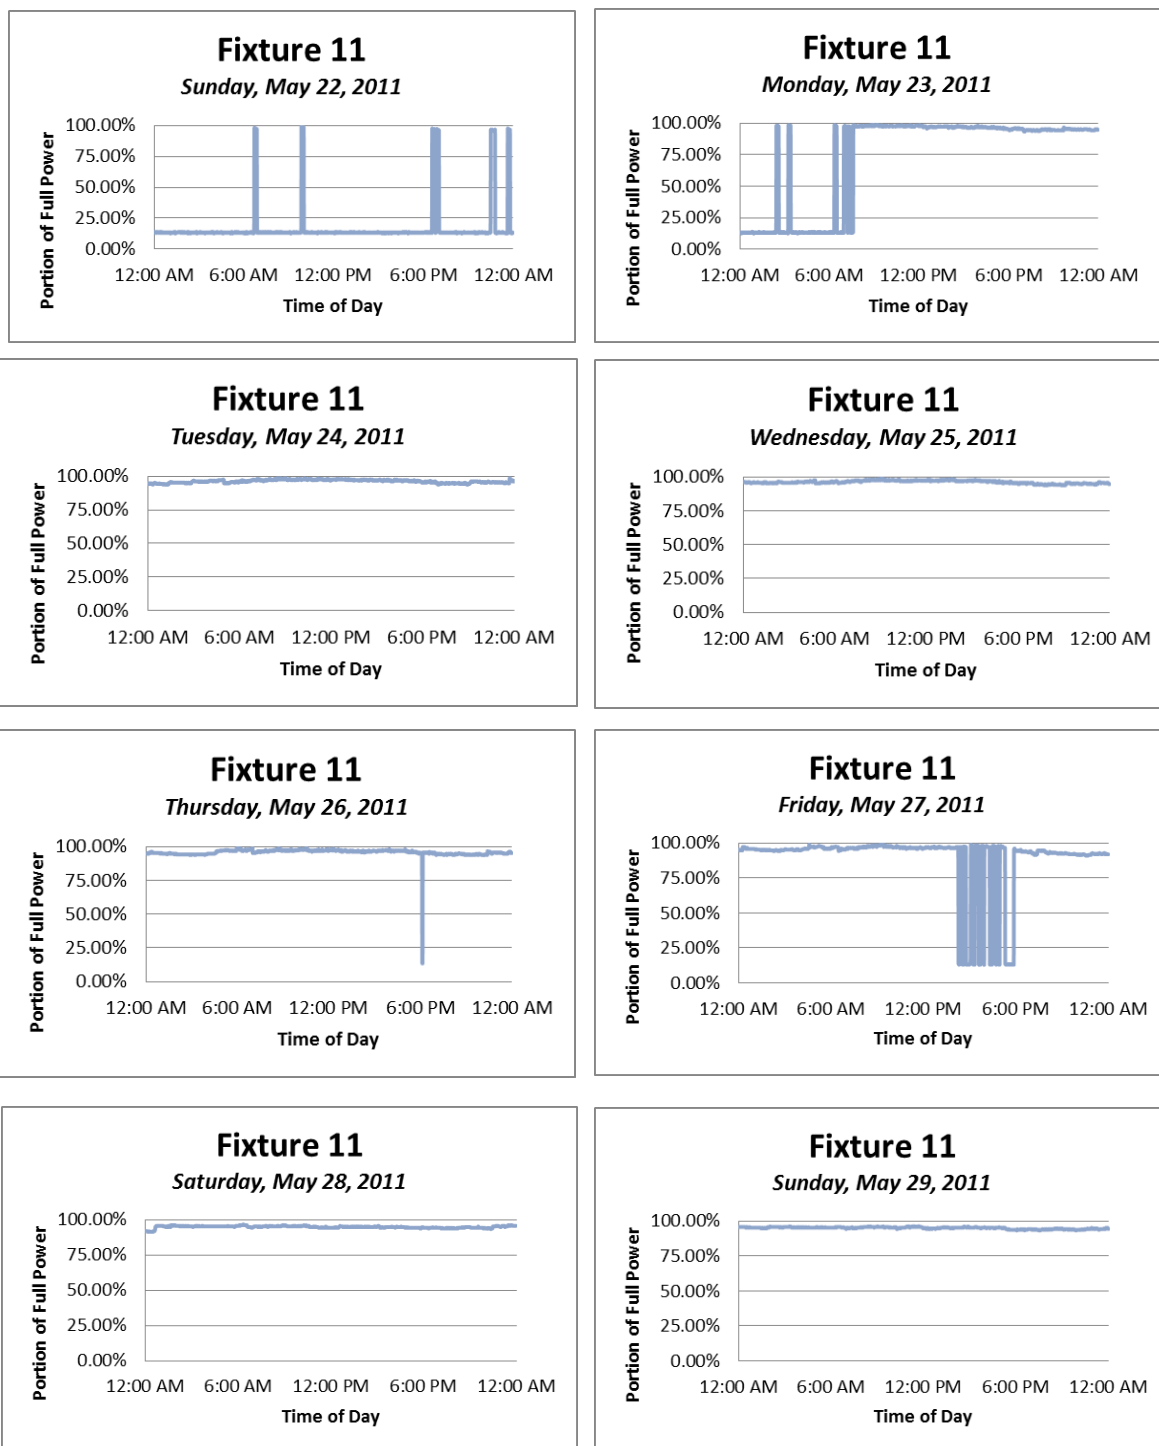 Fixture 11
Sunday, May 22, 2011
Portion of Full Power
100.00%
75.00%
50.00%
25.00%
0.00%
12:00 AM 6:00 AM 12:00 PM 6:00 PM 12:00 AM
Time of Day
Fixture 11
Monday, May 23, 2011
Portion of Full Power
100.00%
75.00%
50.00%
25.00%
0.00%
12:00 AM 6:00 AM 12:00 PM 6:00 PM 12:00 AM
Time of Day
Fixture 11
Tuesday, May 24, 2011
Portion of Full Power
100.00%
75.00%
50.00%
25.00%
0.00%
12:00 AM 6:00 AM 12:00 PM 6:00 PM 12:00 AM
Time of Day
Fixture 11
Wednesday, May 25, 2011
Portion of Full Power
100.00%
75.00%
50.00%
25.00%
0.00%
12:00 AM 6:00 AM 12:00 PM 6:00 PM 12:00 AM
Time of Day
Fixture 11
Thursday, May 26, 2011
Portion of Full Power
100.00%
75.00%
50.00%
25.00%
0.00%
12:00 AM 6:00 AM 12:00 PM 6:00 PM 12:00 AM
Time of Day
Fixture 11
Friday, May 27, 2011
Portion of Full Power
100.00%
75.00%
50.00%
25.00%
0.00%
12:00 AM 6:00 AM 12:00 PM 6:00 PM 12:00 AM
Time of Day
Fixture 11
Saturday, May 28, 2011
Portion of Full Power
100.00%
75.00%
50.00%
25.00%
0.00%
12:00 AM 6:00 AM 12:00 PM 6:00 PM 12:00 AM
Time of Day
Fixture 11
Sunday, May 29, 2011
Portion of Full Power
100.00%
75.00%
50.00%
25.00%
0.00%
12:00 AM 6:00 AM 12:00 PM 6:00 PM 12:00 AM
Time of Day